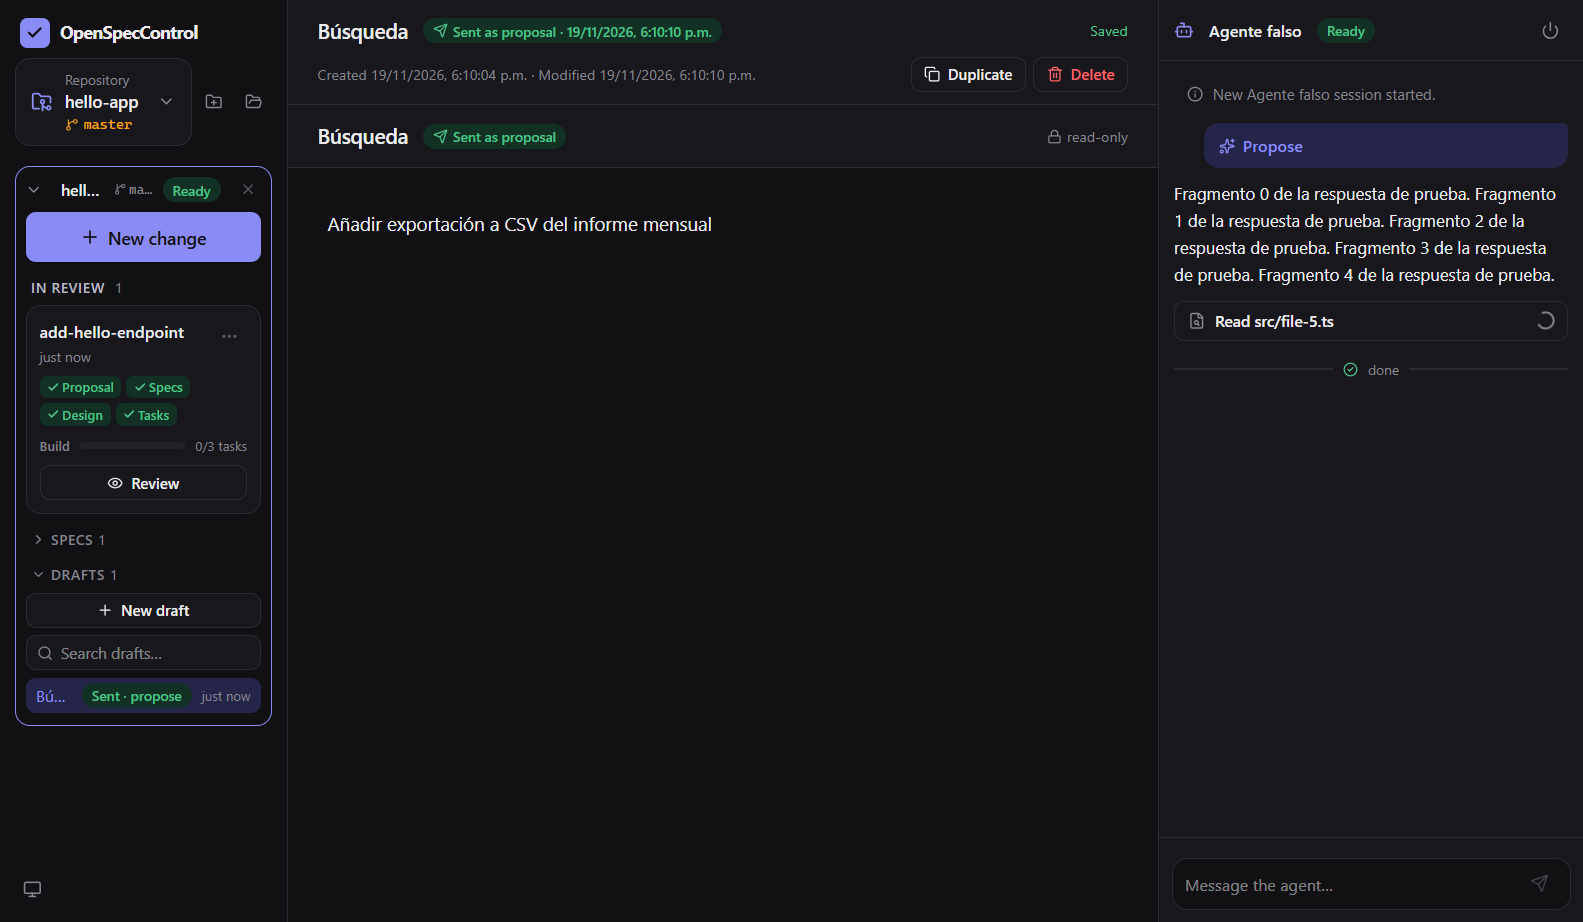 OpenSpecControl
Repository
hello-app
master
hell...
ma...
Ready
New change
IN REVIEW 1
add-hello-endpoint
just now
Proposal
Specs
Design
Tasks
Build
0/3 tasks
Review
SPECS 1
DRAFTS 1
New draft
Search drafts...
Bú...
Sent · propose
just now
Búsqueda
Sent as proposal · 19/11/2026, 6:10:10 p.m.
Saved
Created 19/11/2026, 6:10:04 p.m. · Modified 19/11/2026, 6:10:10 p.m.
Duplicate
Delete
Búsqueda
Sent as proposal
read-only
Añadir exportación a CSV del informe mensual
Agente falso
Ready
New Agente falso session started.
Propose
Fragmento 0 de la respuesta de prueba. Fragmento
1 de la respuesta de prueba. Fragmento 2 de la
respuesta de prueba. Fragmento 3 de la respuesta
de prueba. Fragmento 4 de la respuesta de prueba.
Read src/file-5.ts
done
Message the agent...